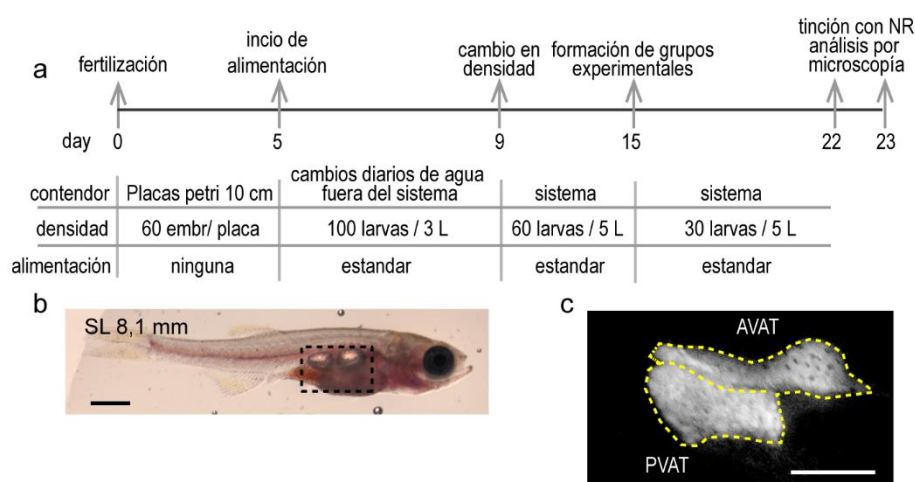 a
fertilización
incio de
alimentación
cambio en
densidad
formación de grupos
experimentales
tinción con NR
análisis por
microscopía
day 0 5 9 15 22 23
contendor Placas petri 10 cm cambios diarios de agua
fuera del sistema sistema sistema
densidad 60 embr/ placa 100 larvas / 3 L 60 larvas / 5 L 30 larvas / 5 L
alimentación ninguna estandar estandar estandar
b
SL 8,1 mm
c
AVAT
PVAT